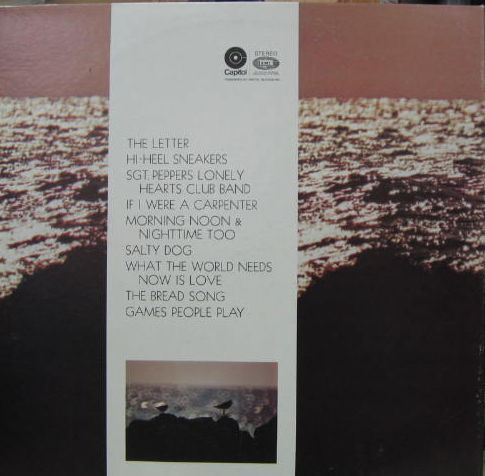 STEREO
EMI
Capitol
THE LETTER
HI-HEEL SNEAKERS
SGT. PEPPERS LONELY
HEARTS CLUB BAND
IF I WERE A CARPENTER
MORNING NOON &
NIGHTTIME TOO
SALTY DOG
WHAT THE WORLD NEEDS
NOW IS LOVE
THE BREAD SONG
GAMES PEOPLE PLAY